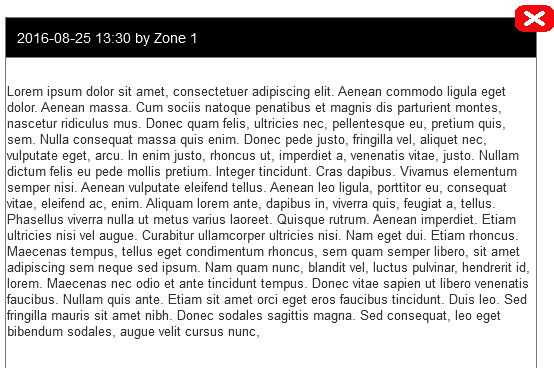 2016-08-25 13:30 by Zone 1
Lorem ipsum dolor sit amet, consectetuer adipiscing elit. Aenean commodo ligula eget
dolor. Aenean massa. Cum sociis natoque penatibus et magnis dis parturient montes,
nascetur ridiculus mus. Donec quam felis, ultricies nec, pellentesque eu, pretium quis,
sem. Nulla consequat massa quis enim. Donec pede justo, fringilla vel, aliquet nec,
vulputate eget, arcu. In enim justo, rhoncus ut, imperdiet a, venenatis vitae, justo. Nullam
dictum felis eu pede mollis pretium. Integer tincidunt. Cras dapibus. Vivamus elementum
semper nisi. Aenean vulputate eleifend tellus. Aenean leo ligula, porttitor eu, consequat
vitae, eleifend ac, enim. Aliquam lorem ante, dapibus in, viverra quis, feugiat a, tellus.
Phasellus viverra nulla ut metus varius laoreet. Quisque rutrum. Aenean imperdiet. Etiam
ultricies nisi vel augue. Curabitur ullamcorper ultricies nisi. Nam eget dui. Etiam rhoncus.
Maecenas tempus, tellus eget condimentum rhoncus, sem quam semper libero, sit amet
adipiscing sem neque sed ipsum. Nam quam nunc, blandit vel, luctus pulvinar, hendrerit id,
lorem. Maecenas nec odio et ante tincidunt tempus. Donec vitae sapien ut libero venenatis
faucibus. Nullam quis ante. Etiam sit amet orci eget eros faucibus tincidunt. Duis leo. Sed
fringilla mauris sit amet nibh. Donec sodales sagittis magna. Sed consequat, leo eget
bibendum sodales, augue velit cursus nunc,